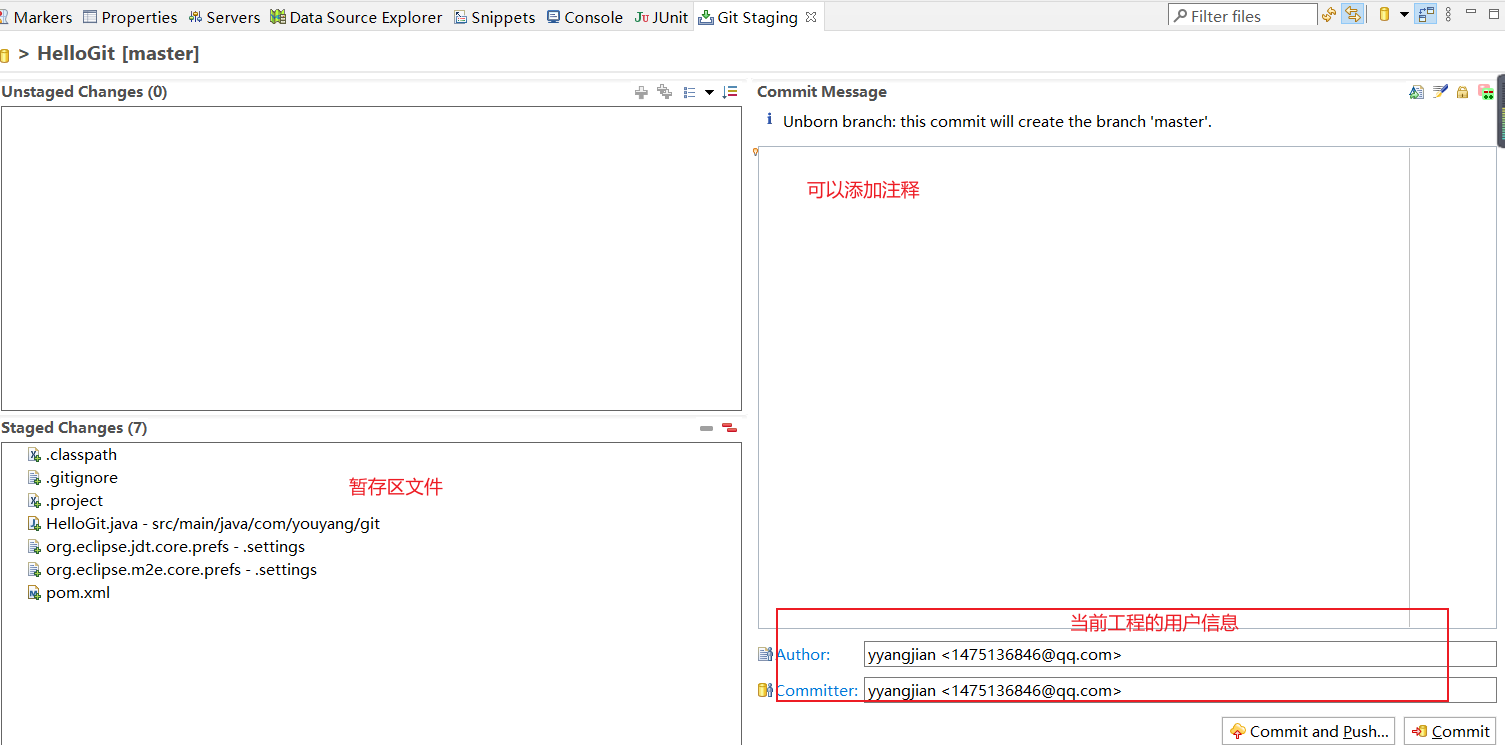 Markers Properties Servers Data Source Explorer Snippets Console JUnit Git Staging Filter files
> HelloGit [master]
Unstaged Changes (0)
Commit Message
Unborn branch: this commit will create the branch 'master'.
可以添加注释
Staged Changes (7)
.classpath
.gitignore
暂存区文件
.project
HelloGit.java - src/main/java/com/youyang/git
org.eclipse.jdt.core.prefs - .settings
org.eclipse.m2e.core.prefs - .settings
pom.xml
当前工程的用户信息
Author: yyangjian <1475136846@qq.com>
Committer: yyangjian <1475136846@qq.com>
Commit and Push... Commit